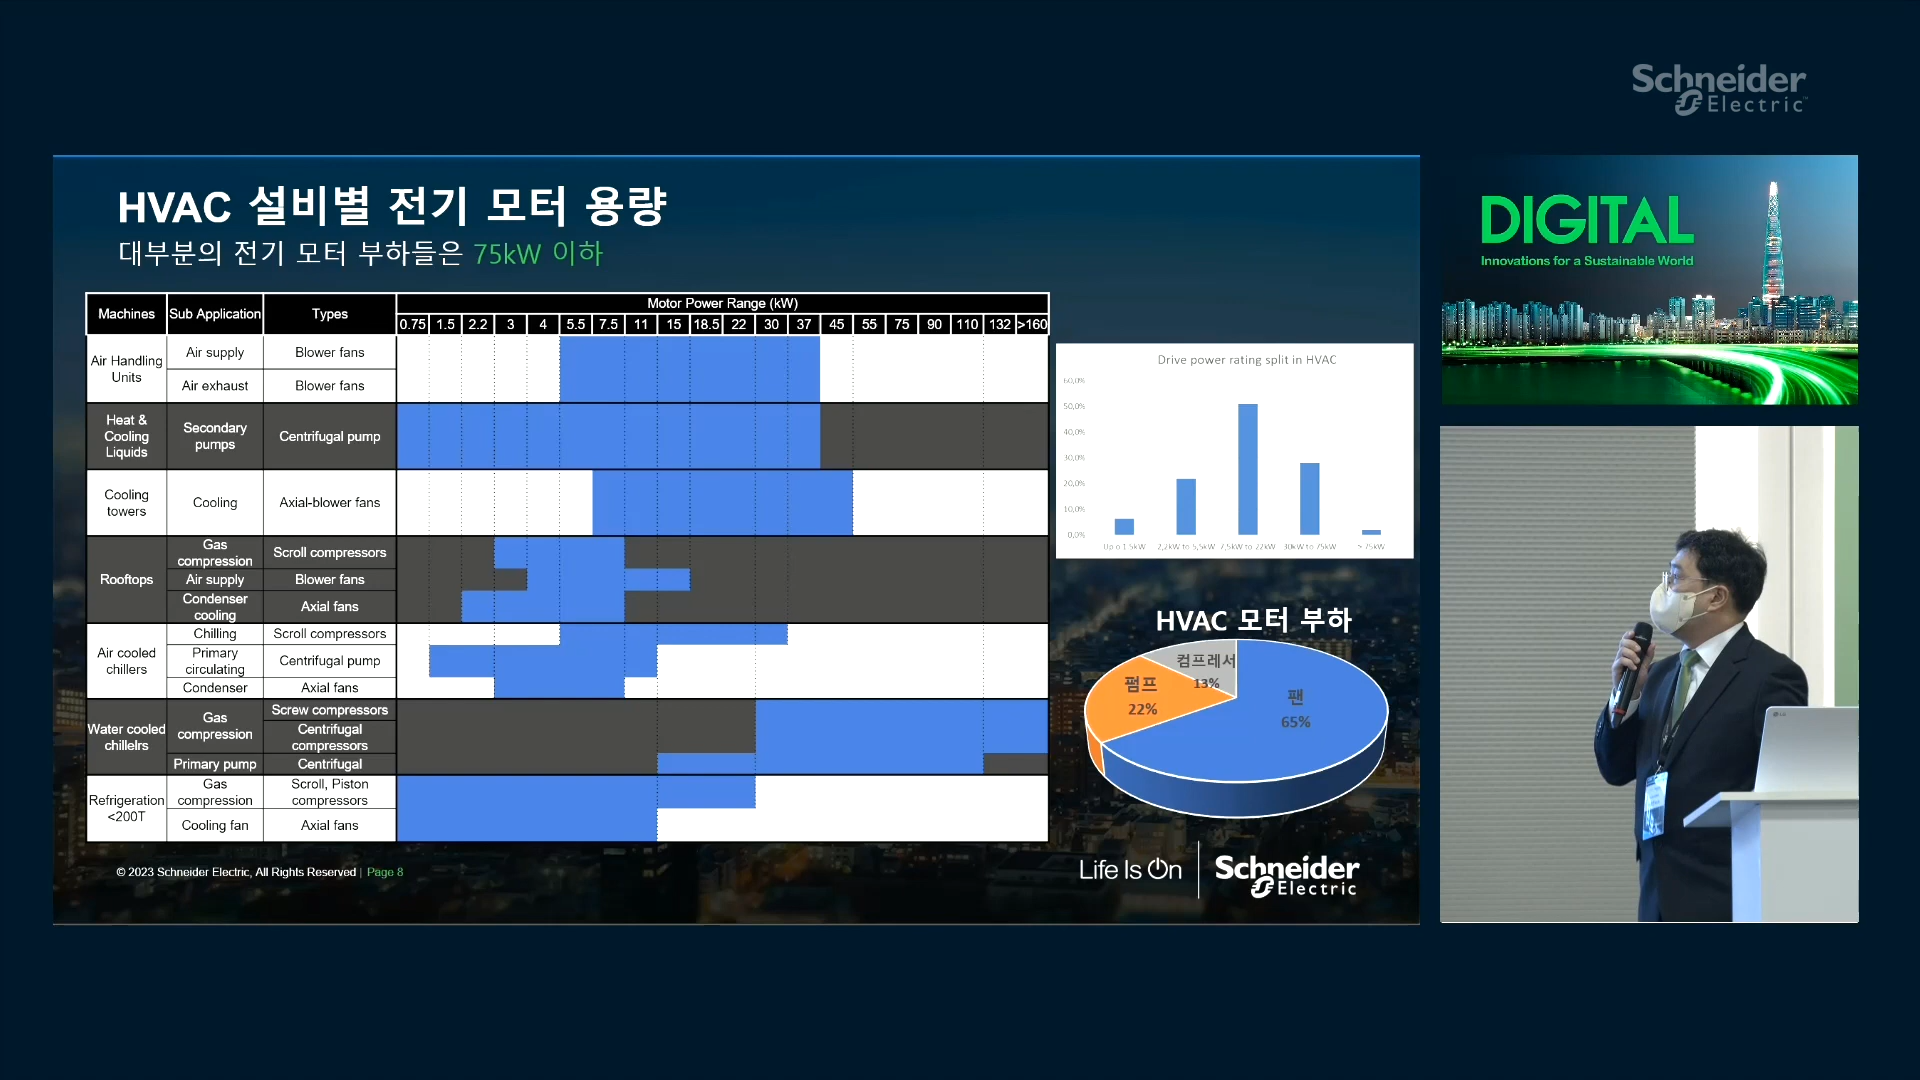 Schneider
Electric
HVAC 설비별 전기 모터 용량
대부분의 전기 모터 부하들은 75kW 이하
Machines
Sub Application
Types
Motor Power Range (kW)
0.75 1.5 2.2 3 4 5.5 7.5 11 15 18.5 22 30 37 45 55 75 90 110 132 >160
Air Handling
Units
Air supply
Blower fans
Air exhaust
Blower fans
Heat &
Cooling
Liquids
Secondary
pumps
Centrifugal pump
Cooling
towers
Cooling
Axial-blower fans
Rooftops
Gas
compression
Scroll compressors
Air supply
Blower fans
Condenser
cooling
Axial fans
Air cooled
chillers
Chilling
Scroll compressors
Primary
circulating
Centrifugal pump
Condenser
Axial fans
Water cooled
chillelrs
Gas
compression
Screw compressors
Centrifugal
compressors
Primary pump
Centrifugal
Refrigeration
<200T
Gas
compression
Scroll, Piston
compressors
Cooling fan
Axial fans
Drive power rating split in HVAC
60,0%
50,0%
40,0%
30,0%
20,0%
10,0%
0,0%
2,2kW to 5,5kW
7,5kW to 22kW
30kW to 75kW
> 75kW
HVAC 모터 부하
컴프레서
13%
펌프
22%
팬
65%
© 2023 Schneider Electric, All Rights Reserved | Page 8
Life Is On
Schneider
Electric
DIGITAL
Innovations for a Sustainable World